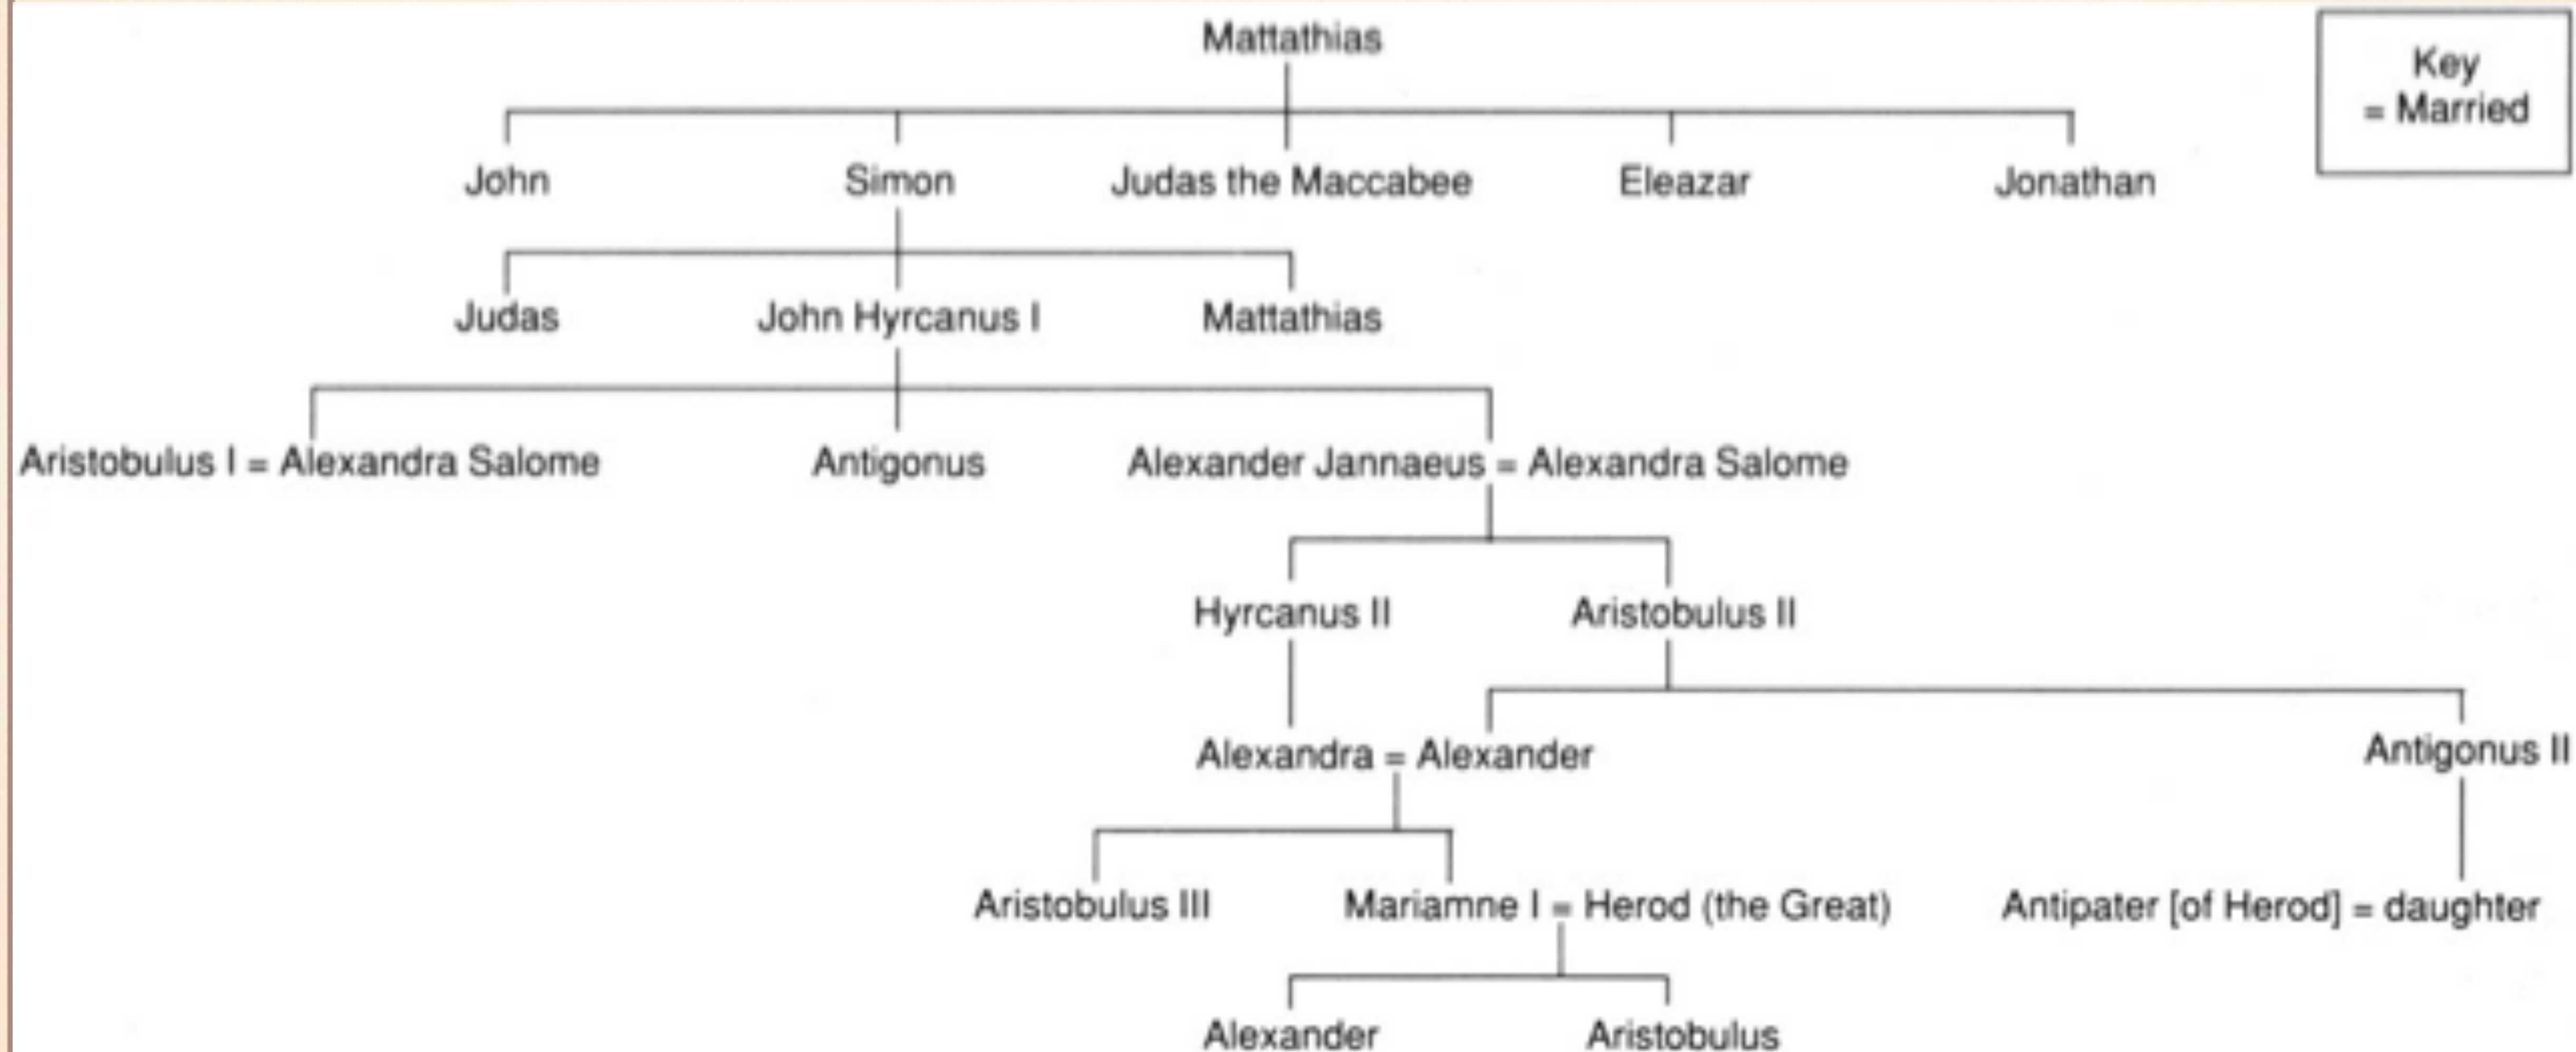 Mattathias
Key
= Married
John Simon Judas the Maccabee Eleazar Jonathan
Judas John Hyrcanus I Mattathias
Aristobulus I = Alexandra Salome Antigonus Alexander Jannaeus = Alexandra Salome
Hyrcanus II Aristobulus II
Alexandra = Alexander Antigonus II
Aristobulus III Mariamne I = Herod (the Great) Antipater [of Herod] = daughter
Alexander Aristobulus